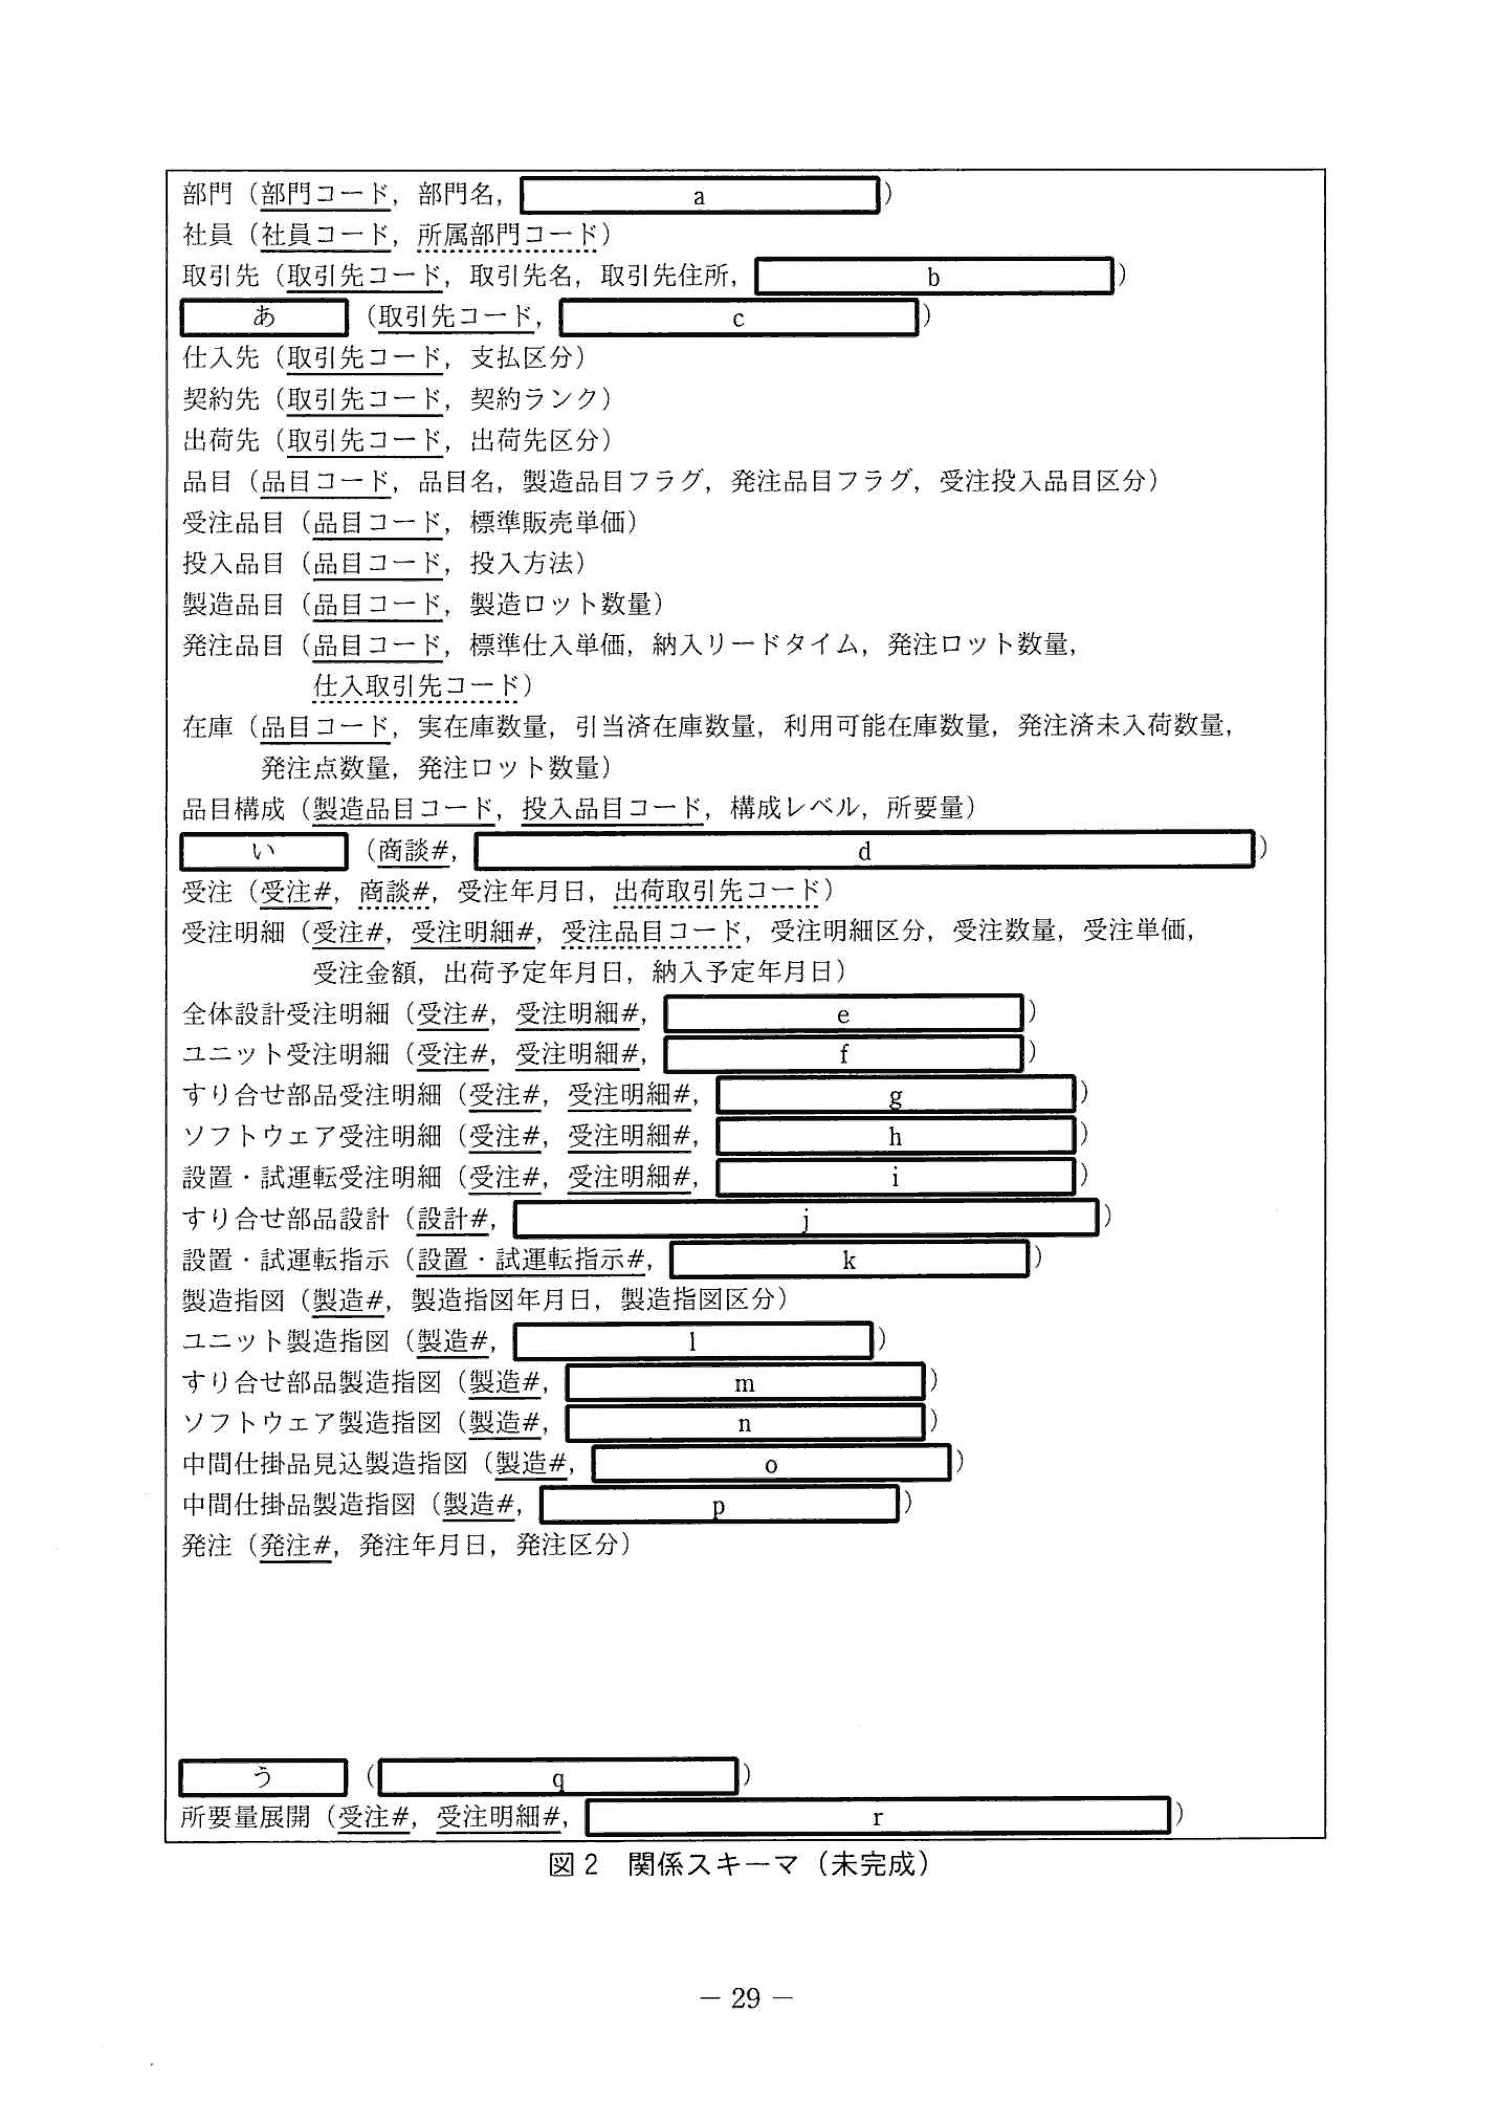 部門（部門コード，部門名，a）
社員（社員コード，所属部門コード）
取引先（取引先コード，取引先名，取引先住所，b）
あ（取引先コード，c）
仕入先（取引先コード，支払区分）
契約先（取引先コード，契約ランク）
出荷先（取引先コード，出荷先区分）
品目（品目コード，品目名，製造品目フラグ，発注品目フラグ，受注投入品目区分）
受注品目（品目コード，標準販売単価）
投入品目（品目コード，投入方法）
製造品目（品目コード，製造ロット数量）
発注品目（品目コード，標準仕入単価，納入リードタイム，発注ロット数量，
仕入取引先コード）
在庫（品目コード，実在庫数量，引当済在庫数量，利用可能在庫数量，発注済未入荷数量，
発注点数量，発注ロット数量）
品目構成（製造品目コード，投入品目コード，構成レベル，所要量）
い（商談#，d）
受注（受注#，商談#，受注年月日，出荷取引先コード）
受注明細（受注#，受注明細#，受注品目コード，受注明細区分，受注数量，受注単価，
受注金額，出荷予定年月日，納入予定年月日）
全体設計受注明細（受注#，受注明細#，e）
ユニット受注明細（受注#，受注明細#，f）
すり合せ部品受注明細（受注#，受注明細#，g）
ソフトウェア受注明細（受注#，受注明細#，h）
設置・試運転受注明細（受注#，受注明細#，i）
すり合せ部品設計（設計#，j）
設置・試運転指示（設置・試運転指示#，k）
製造指図（製造#，製造指図年月日，製造指図区分）
ユニット製造指図（製造#，l）
すり合せ部品製造指図（製造#，m）
ソフトウェア製造指図（製造#，n）
中間仕掛品見込製造指図（製造#，o）
中間仕掛品製造指図（製造#，p）
発注（発注#，発注年月日，発注区分）
う（q）
所要量展開（受注#，受注明細#，r）
図2　関係スキーマ（未完成）
－ 29 －